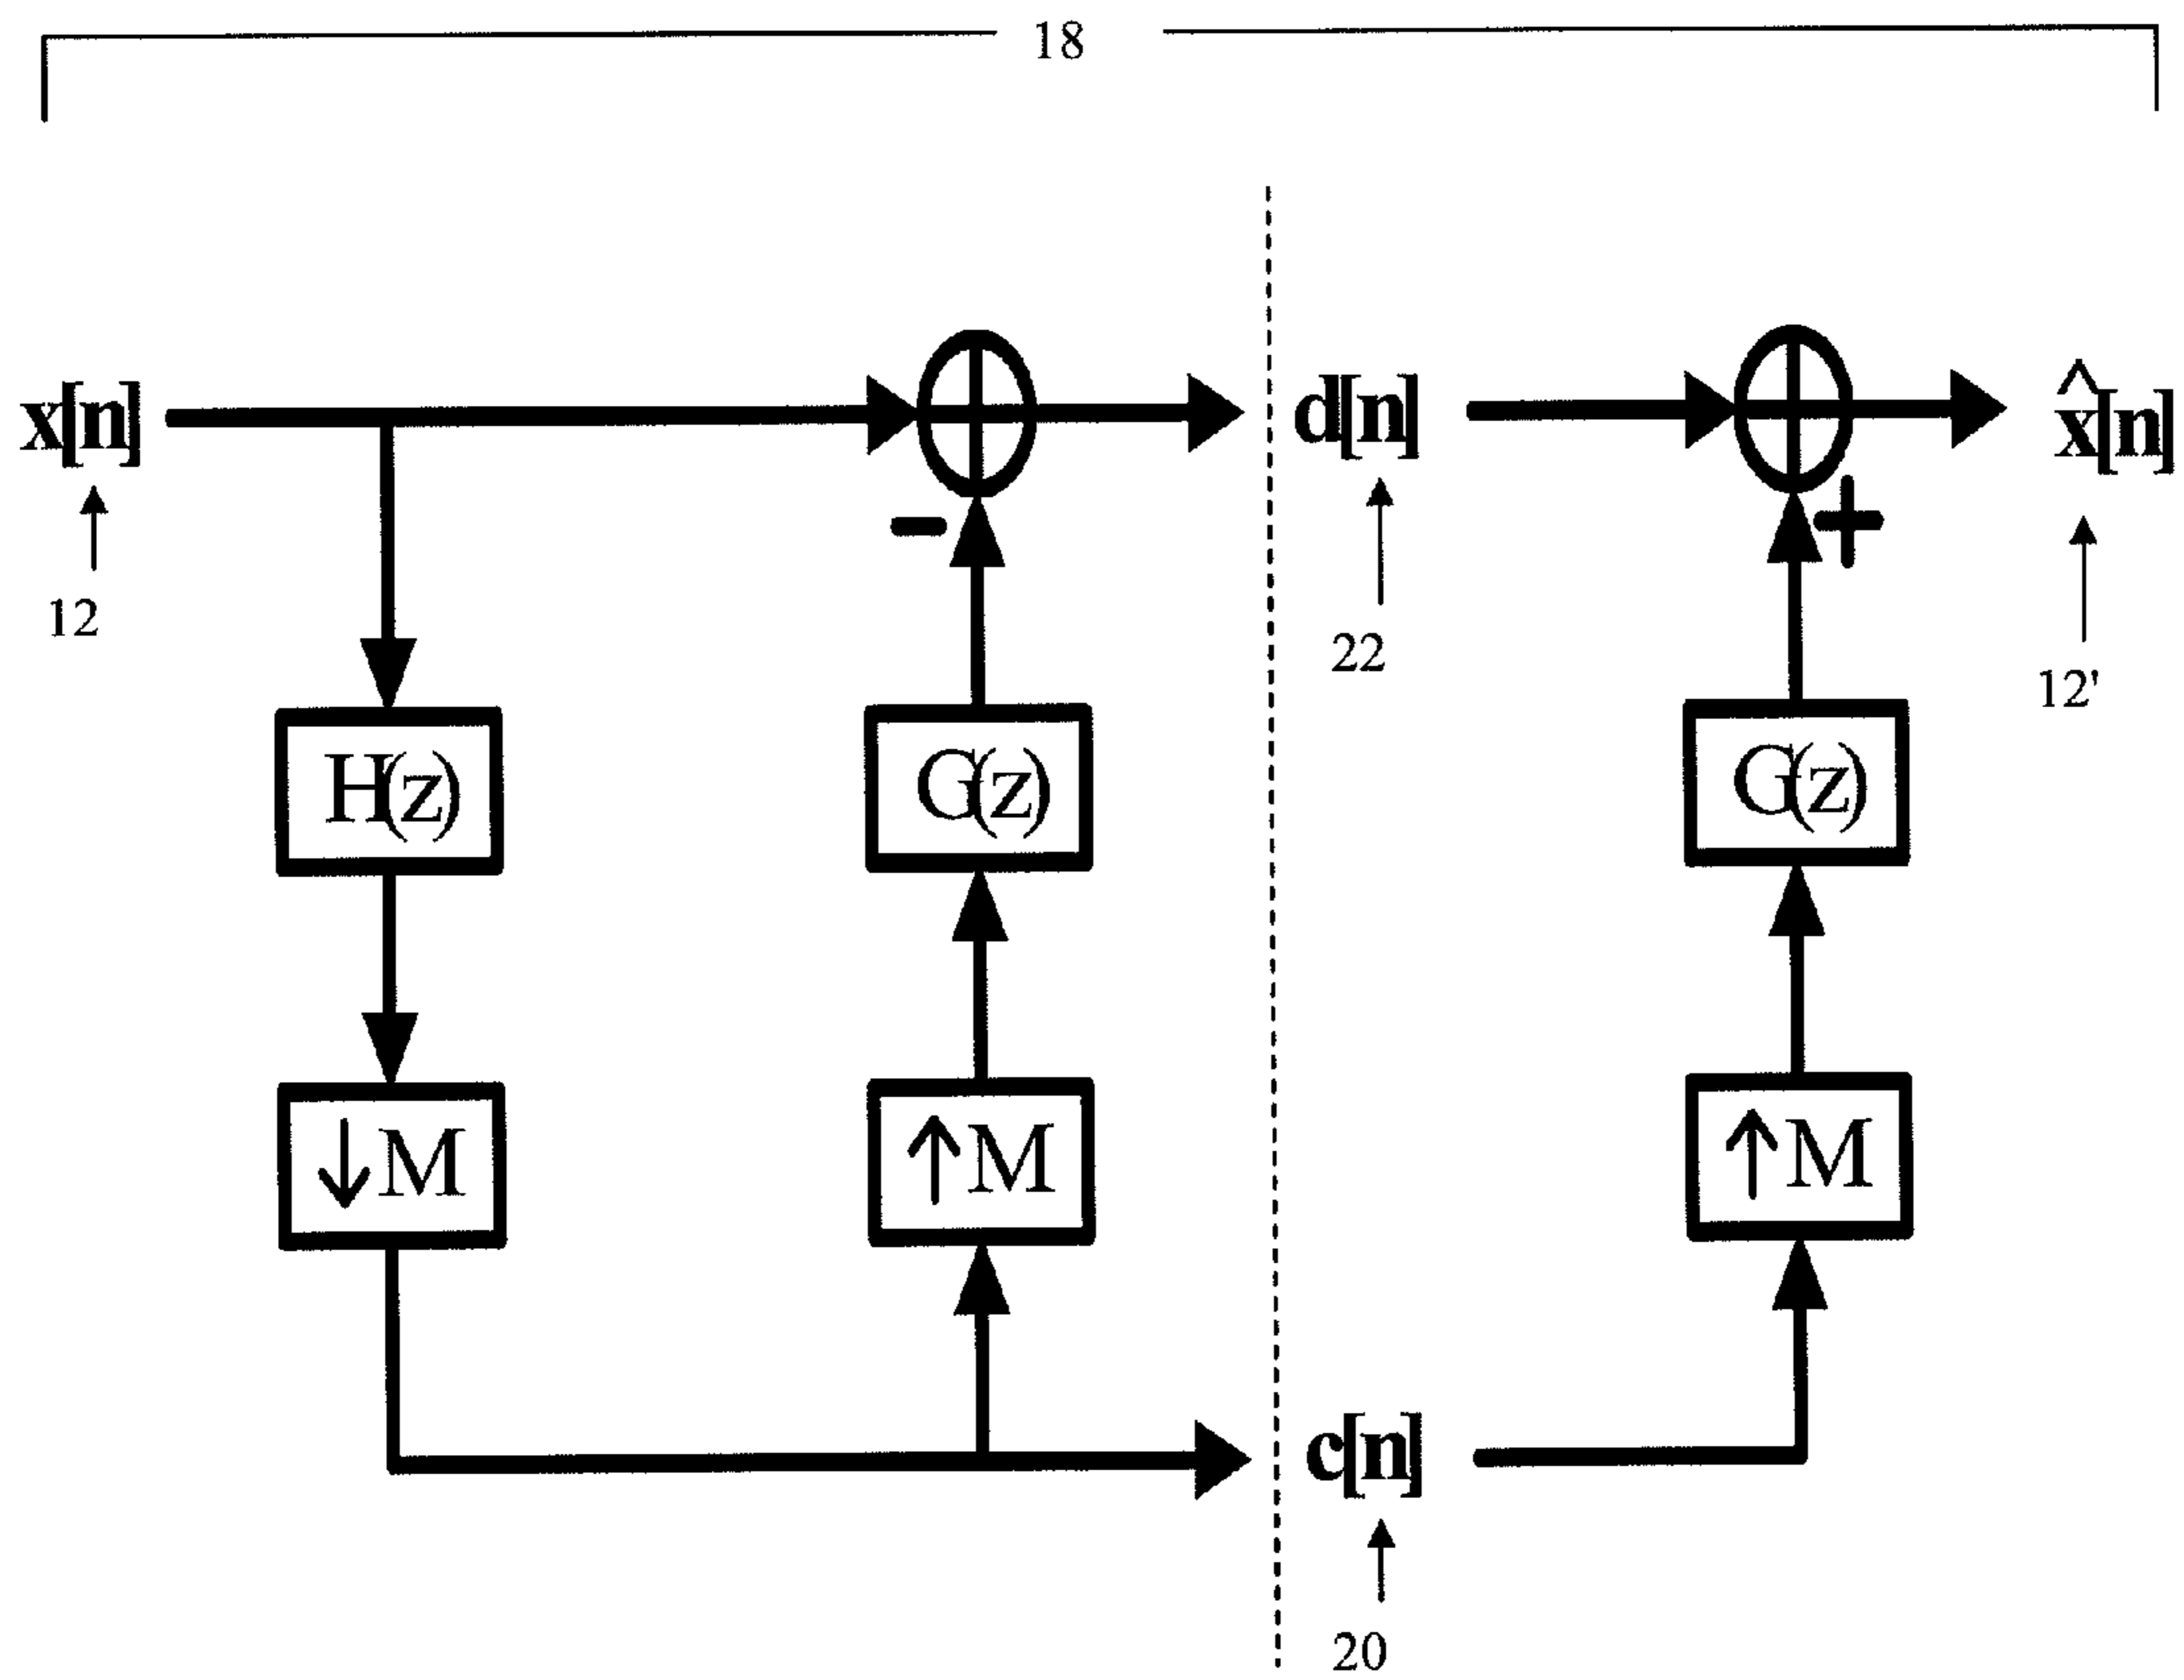 18
x[n]
d[n]
x̂[n]
-
+
12
22
12'
H(z)
G(z)
G(z)
↓M
↑M
↑M
c[n]
20